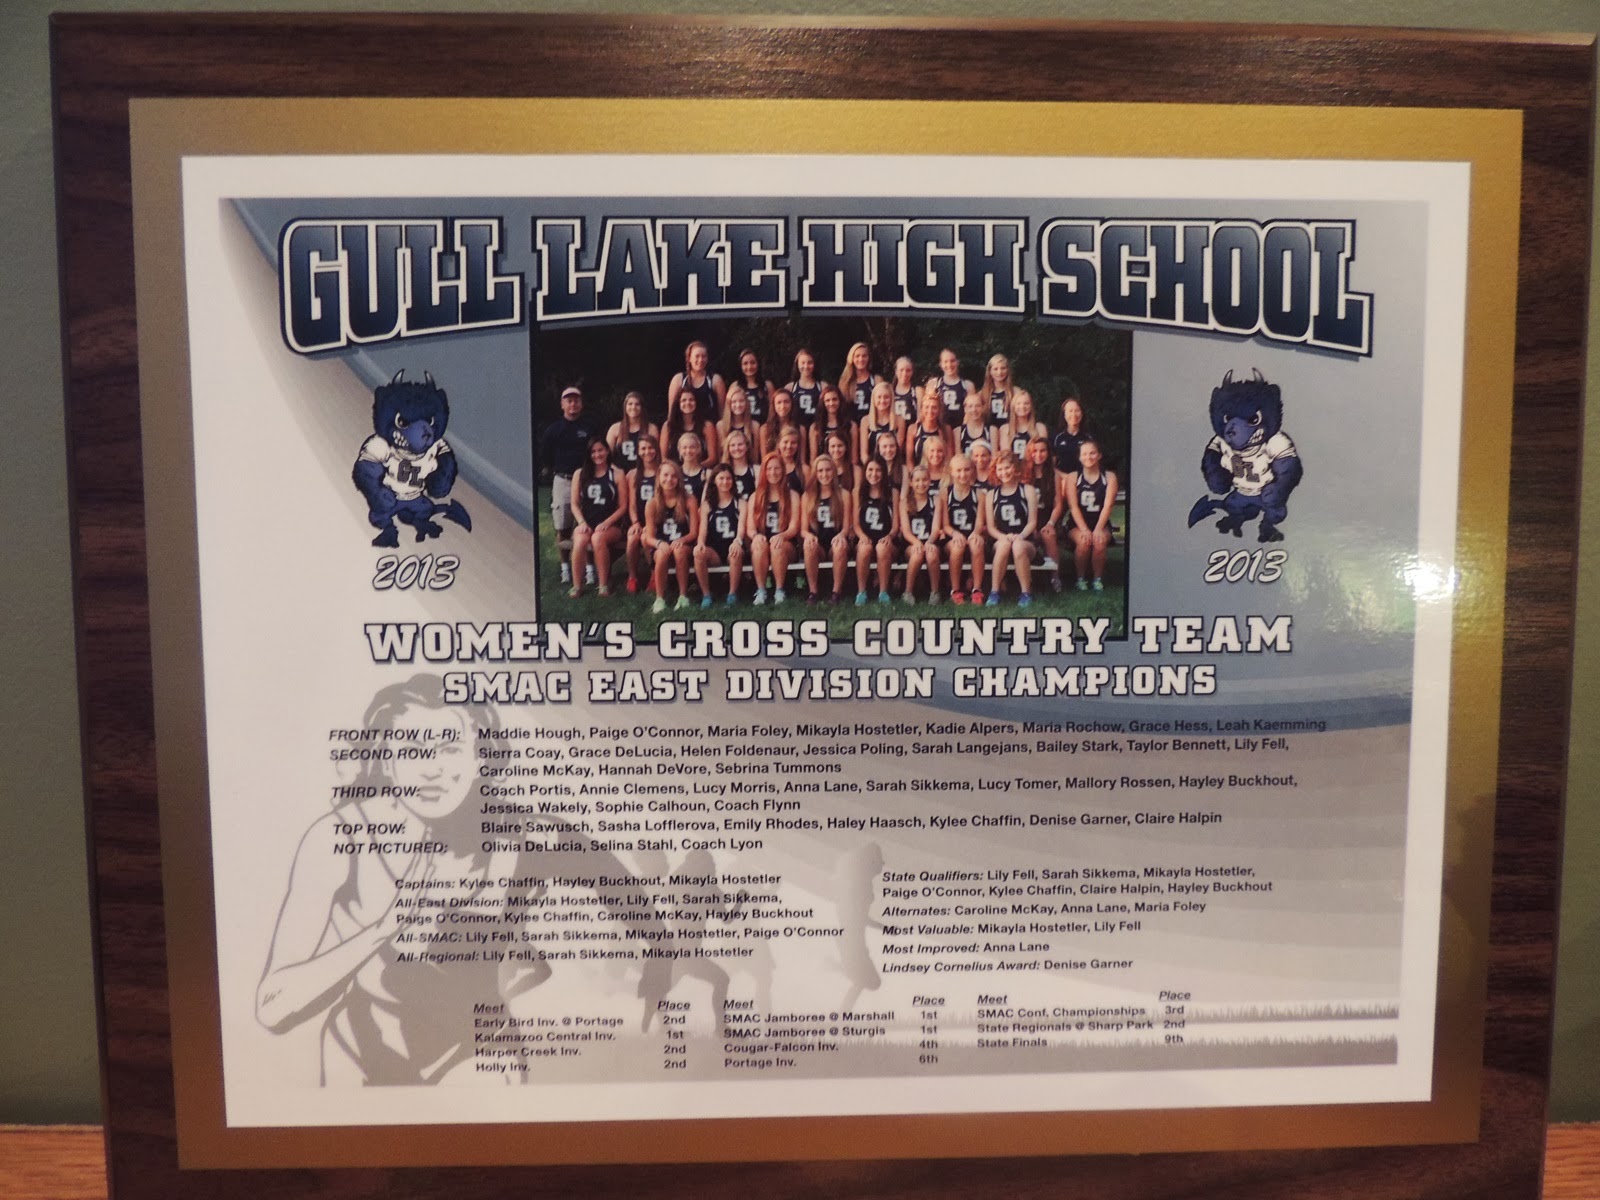 GULL LAKE HIGH SCHOOL
2013
2013
WOMEN'S CROSS COUNTRY TEAM
SMAC EAST DIVISION CHAMPIONS
FRONT ROW (L-R): Maddie Hough, Paige O'Connor, Maria Foley, Mikayla Hostetler, Kadie Alpers, Maria Rochow, Grace Hess, Leah Kaemming
SECOND ROW: Sierra Coay, Grace DeLucia, Helen Foldenaur, Jessica Poling, Sarah Langejans, Bailey Stark, Taylor Bennett, Lily Fell,
Caroline McKay, Hannah DeVore, Sebrina Tummons
THIRD ROW: Coach Portis, Annie Clemens, Lucy Morris, Anna Lane, Sarah Sikkema, Lucy Tomer, Mallory Rossen, Hayley Buckhout,
Jessica Wakely, Sophie Calhoun, Coach Flynn
TOP ROW: Blaire Sawusch, Sasha Lofflerova, Emily Rhodes, Haley Haasch, Kylee Chaffin, Denise Garner, Claire Halpin
NOT PICTURED: Olivia DeLucia, Selina Stahl, Coach Lyon
Captains: Kylee Chaffin, Hayley Buckhout, Mikayla Hostetler
All-East Division: Mikayla Hostetler, Lily Fell, Sarah Sikkema,
Paige O'Connor, Kylee Chaffin, Caroline McKay, Hayley Buckhout
All-SMAC: Lily Fell, Sarah Sikkema, Mikayla Hostetler, Paige O'Connor
All-Regional: Lily Fell, Sarah Sikkema, Mikayla Hostetler
State Qualifiers: Lily Fell, Sarah Sikkema, Mikayla Hostetler,
Paige O'Connor, Kylee Chaffin, Claire Halpin, Hayley Buckhout
Alternates: Caroline McKay, Anna Lane, Maria Foley
Most Valuable: Mikayla Hostetler, Lily Fell
Most Improved: Anna Lane
Lindsey Cornelius Award: Denise Garner
Meet Place
Early Bird Inv. @ Portage 2nd
Kalamazoo Central Inv. 1st
Harper Creek Inv. 2nd
Holly Inv. 2nd
Meet Place
SMAC Jamboree @ Marshall 1st
SMAC Jamboree @ Sturgis 1st
Cougar-Falcon Inv. 4th
Portage Inv. 6th
Meet Place
SMAC Conf. Championships 3rd
State Regionals @ Sharp Park 2nd
State Finals 9th